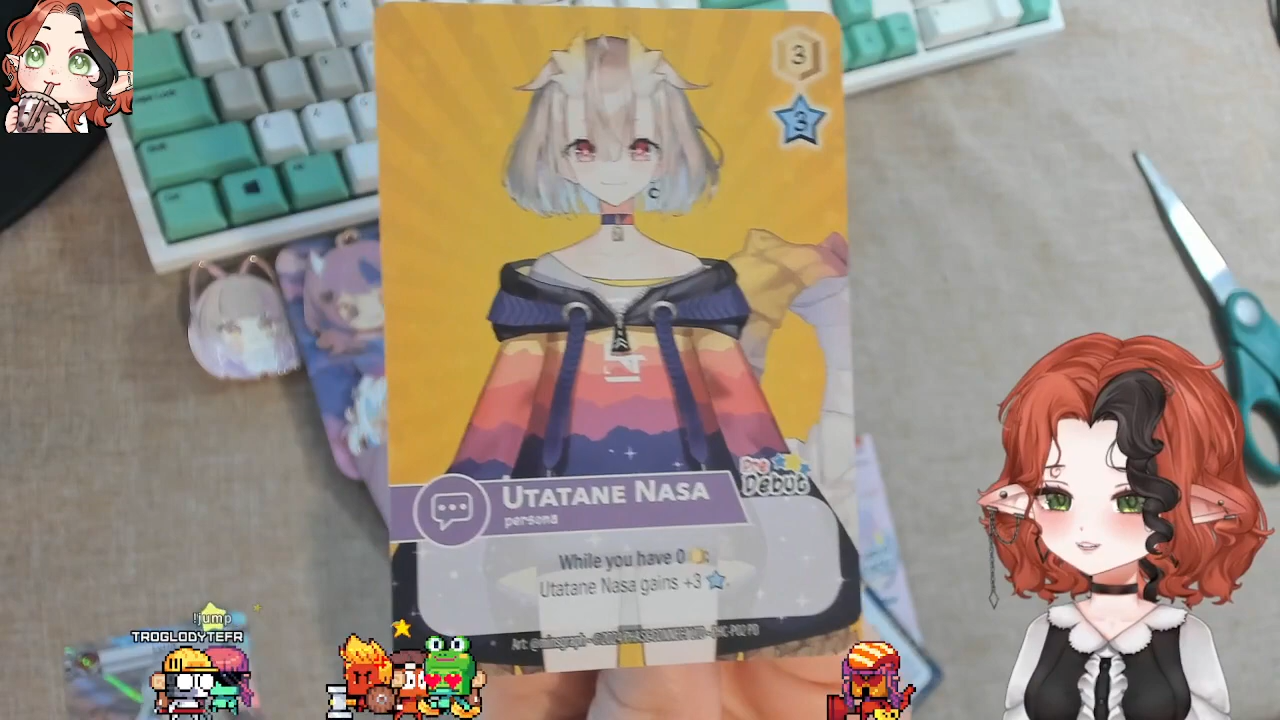 3
3
Pre
Debut
UTATANE NASA
persona
While you have 0 :
Utatane Nasa gains +3 .
!jump
TROGLODYTEFR